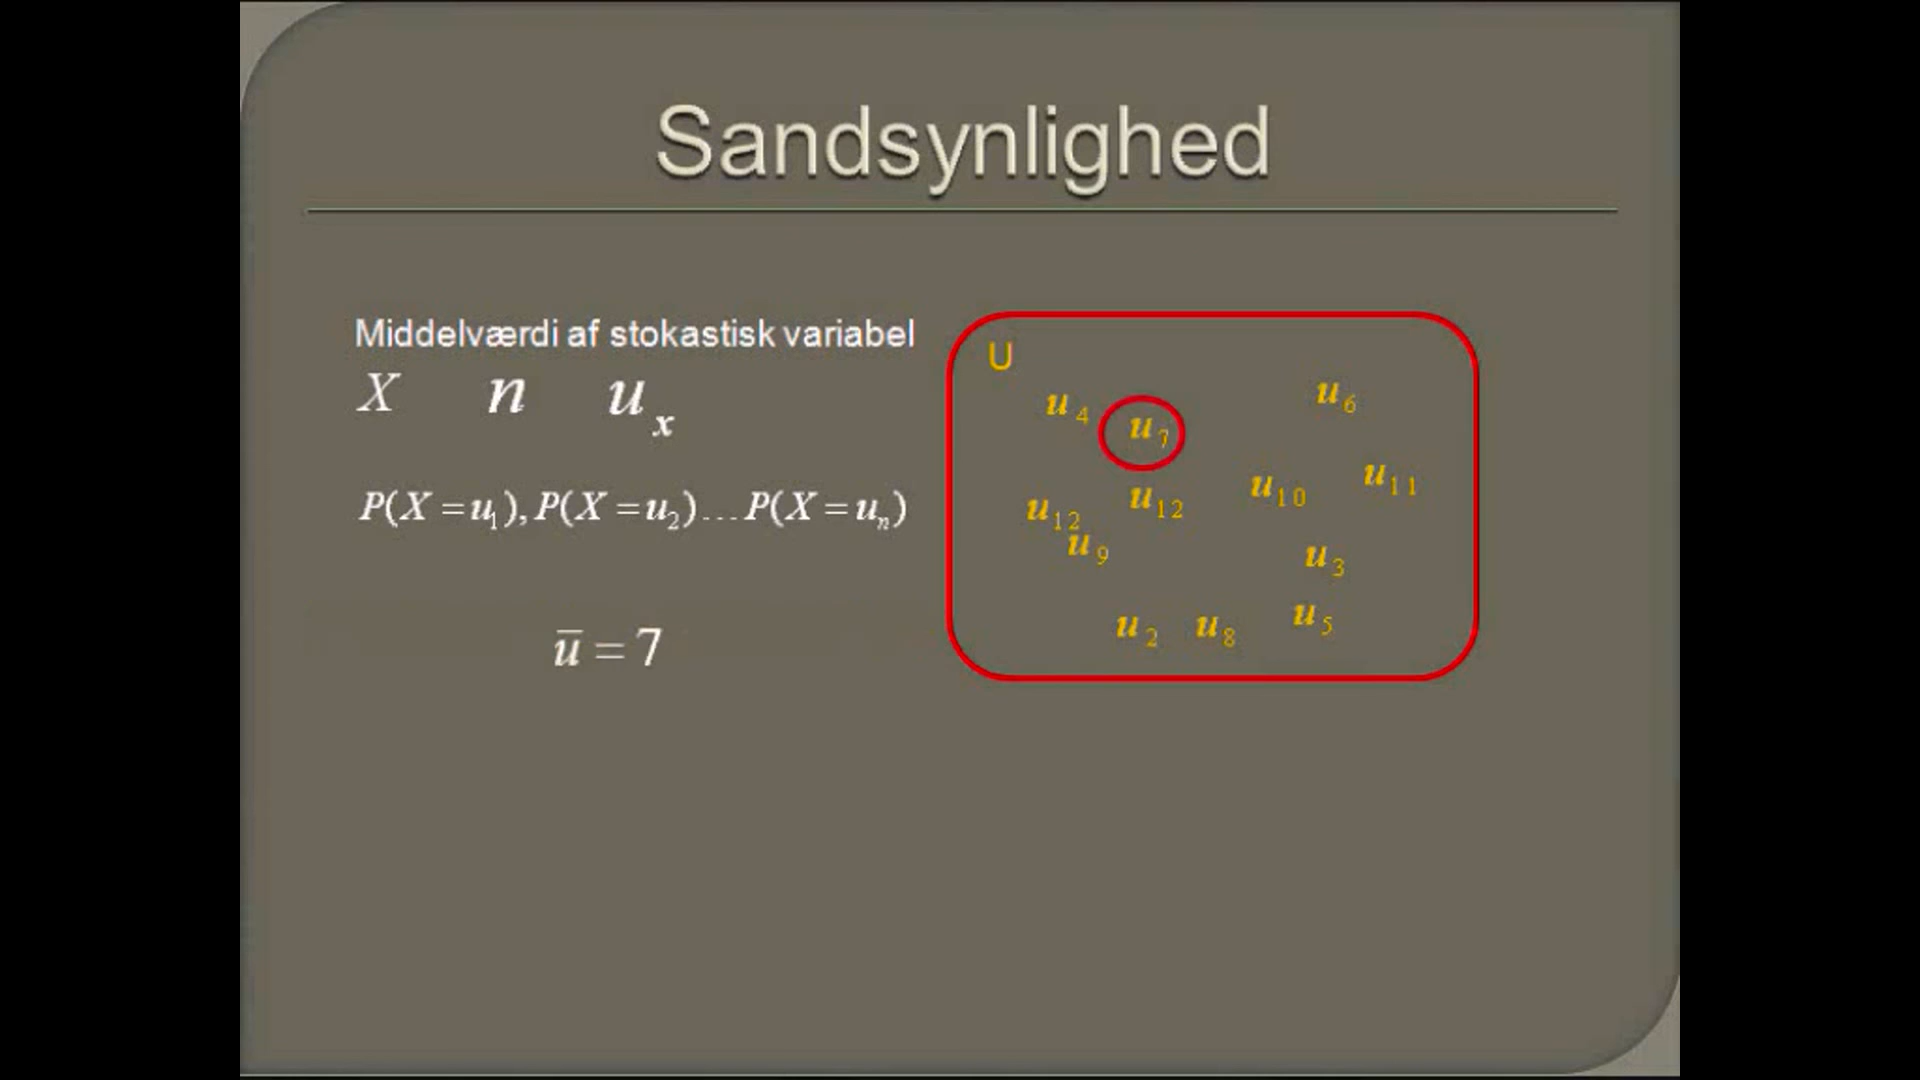 Sandsynlighed
Middelværdi af stokastisk variabel
X n u_x
P(X = u_1), P(X = u_2)...P(X = u_n)
u̅ = 7
U
u_4 u_7 u_6
u_12 u_12 u_10 u_11
u_9 u_3
u_2 u_8 u_5